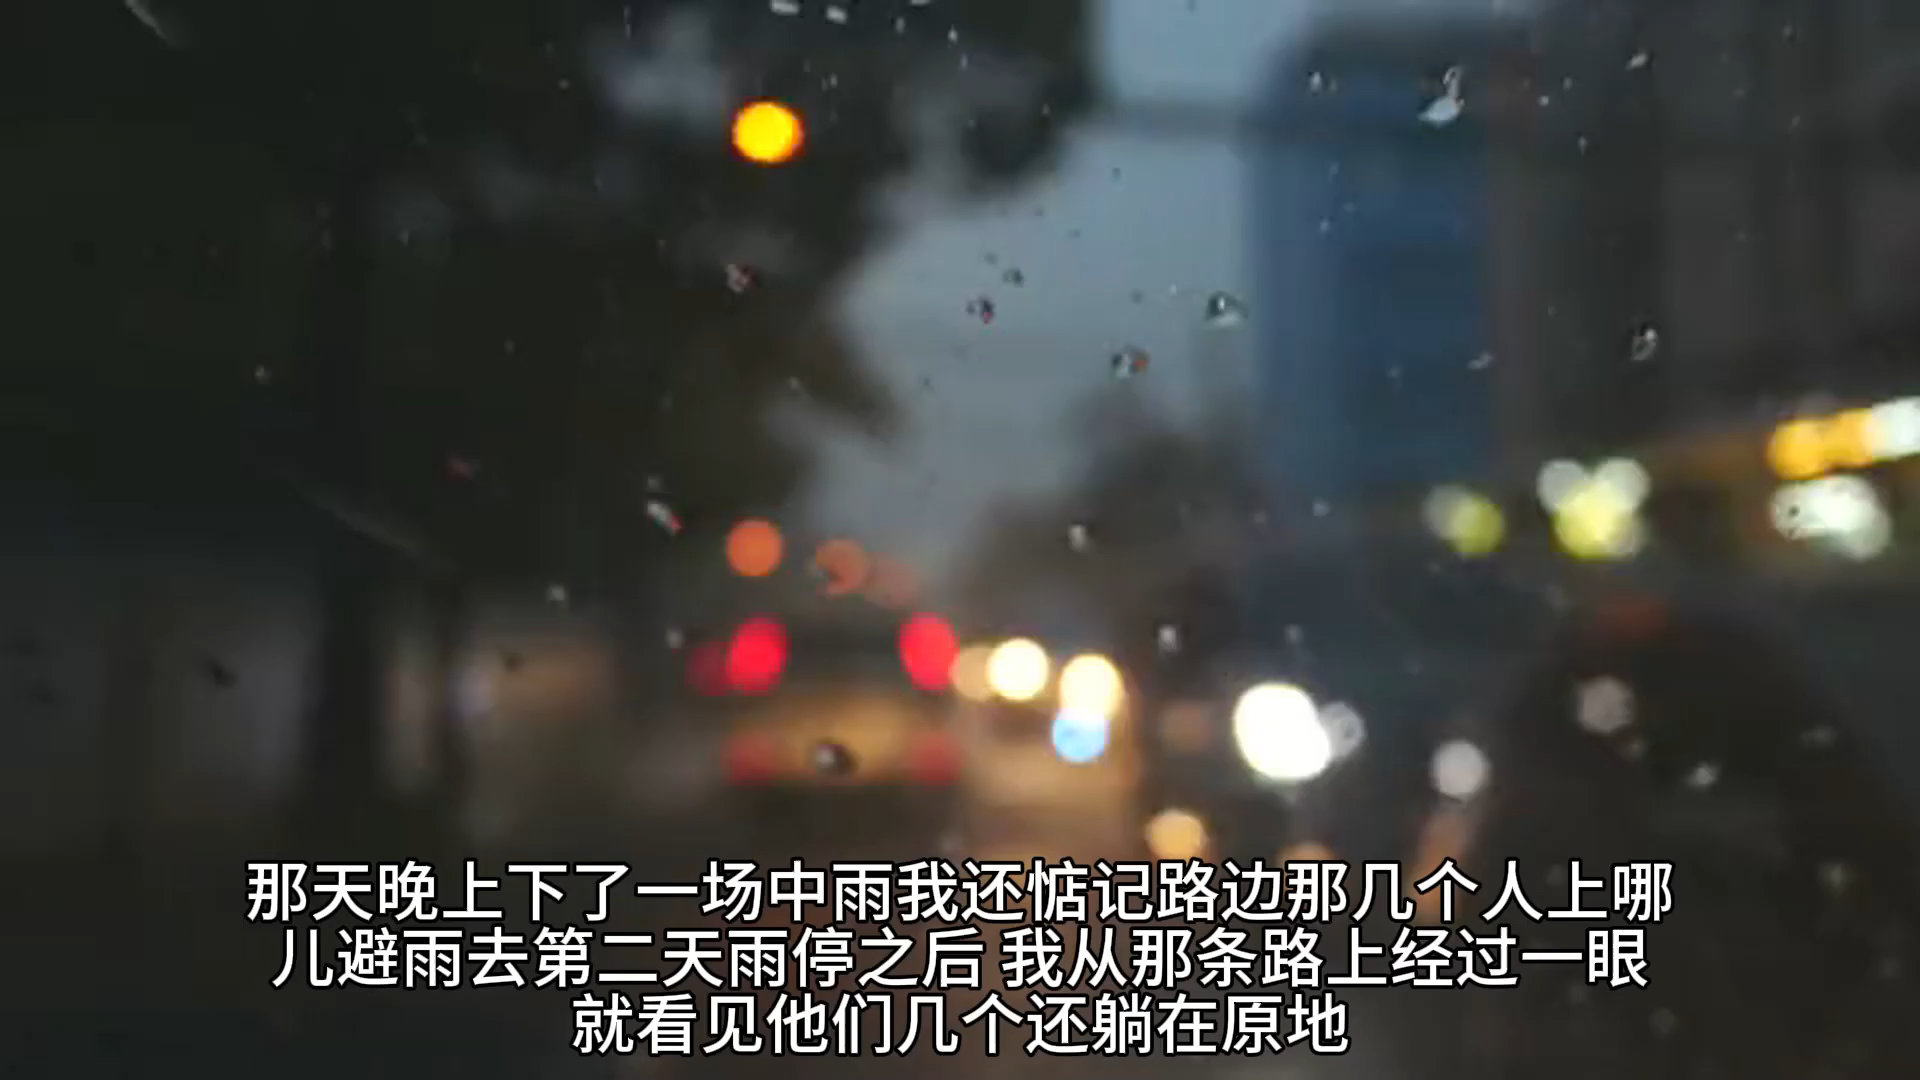 那天晚上下了一场中雨我还惦记路边那几个人上哪
儿避雨去第二天雨停之后 我从那条路上经过一眼
就看见他们几个还躺在原地